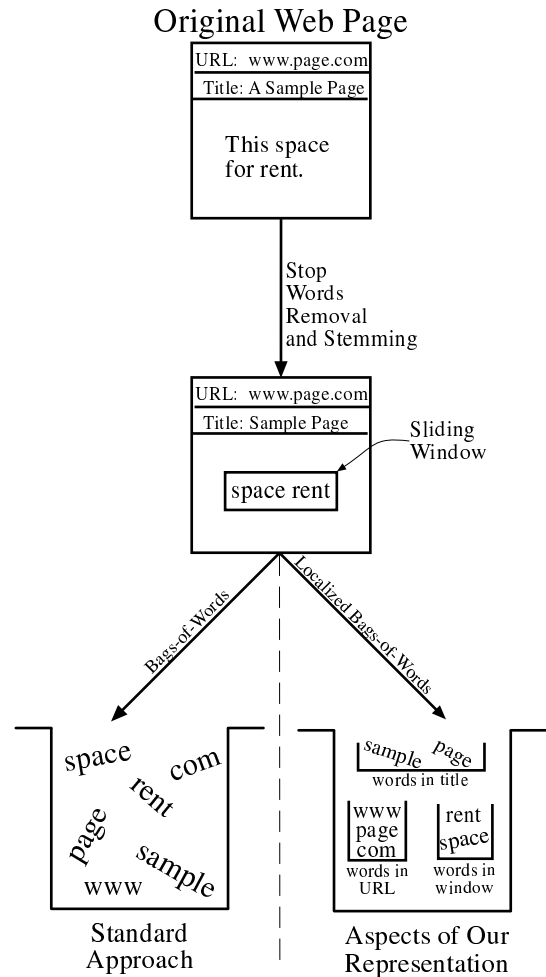 Original Web Page
URL: www.page.com
Title: A Sample Page
This space
for rent.
Stop
Words
Removal
and Stemming
URL: www.page.com
Title: Sample Page
Sliding
Window
space rent
Bags-of-Words
Localized Bags-of-Words
space
com
rent
page
sample
www
sample page
words in title
www
page
com
words in
URL
rent
space
words in
window
Standard
Approach
Aspects of Our
Representation